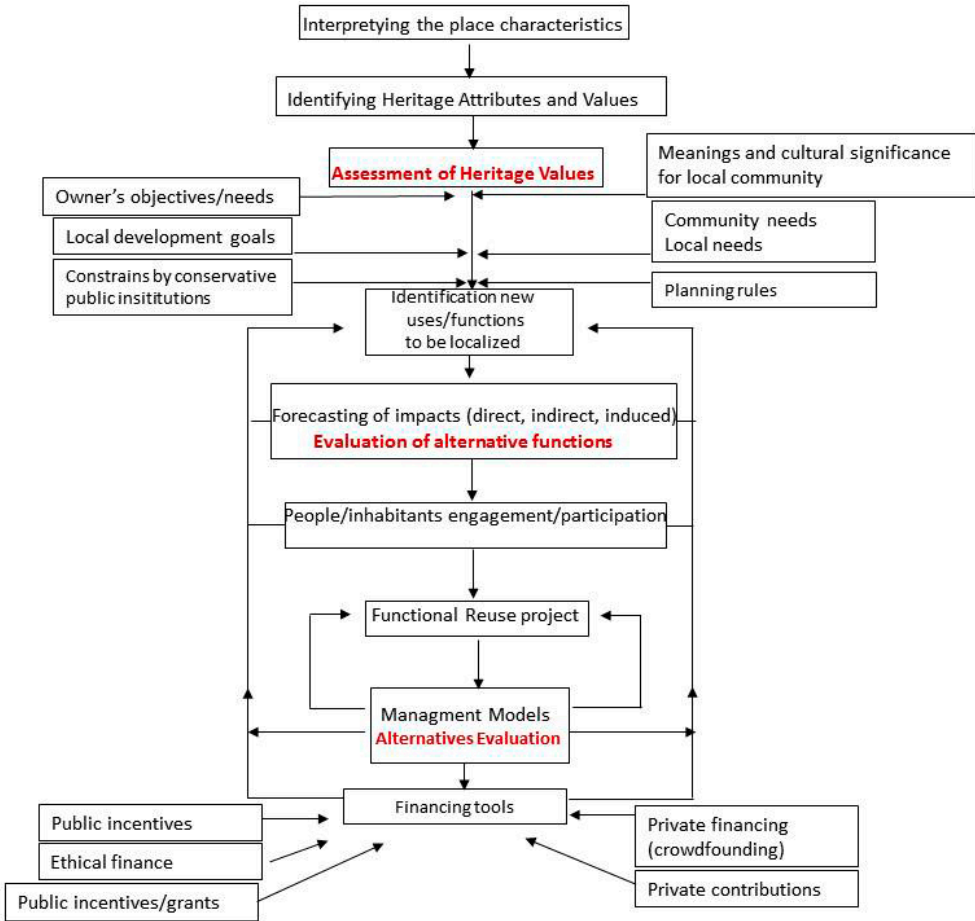 Interpretying the place characteristics
Identifying Heritage Attributes and Values
Assessment of Heritage Values
Meanings and cultural significance
for local community
Owner's objectives/needs
Local development goals
Community needs
Local needs
Constrains by conservative
public insititutions
Planning rules
Identification new
uses/functions
to be localized
Forecasting of impacts (direct, indirect, induced)
Evaluation of alternative functions
People/inhabitants engagement/participation
Functional Reuse project
Managment Models
Alternatives Evaluation
Financing tools
Public incentives
Ethical finance
Public incentives/grants
Private financing
(crowdfounding)
Private contributions